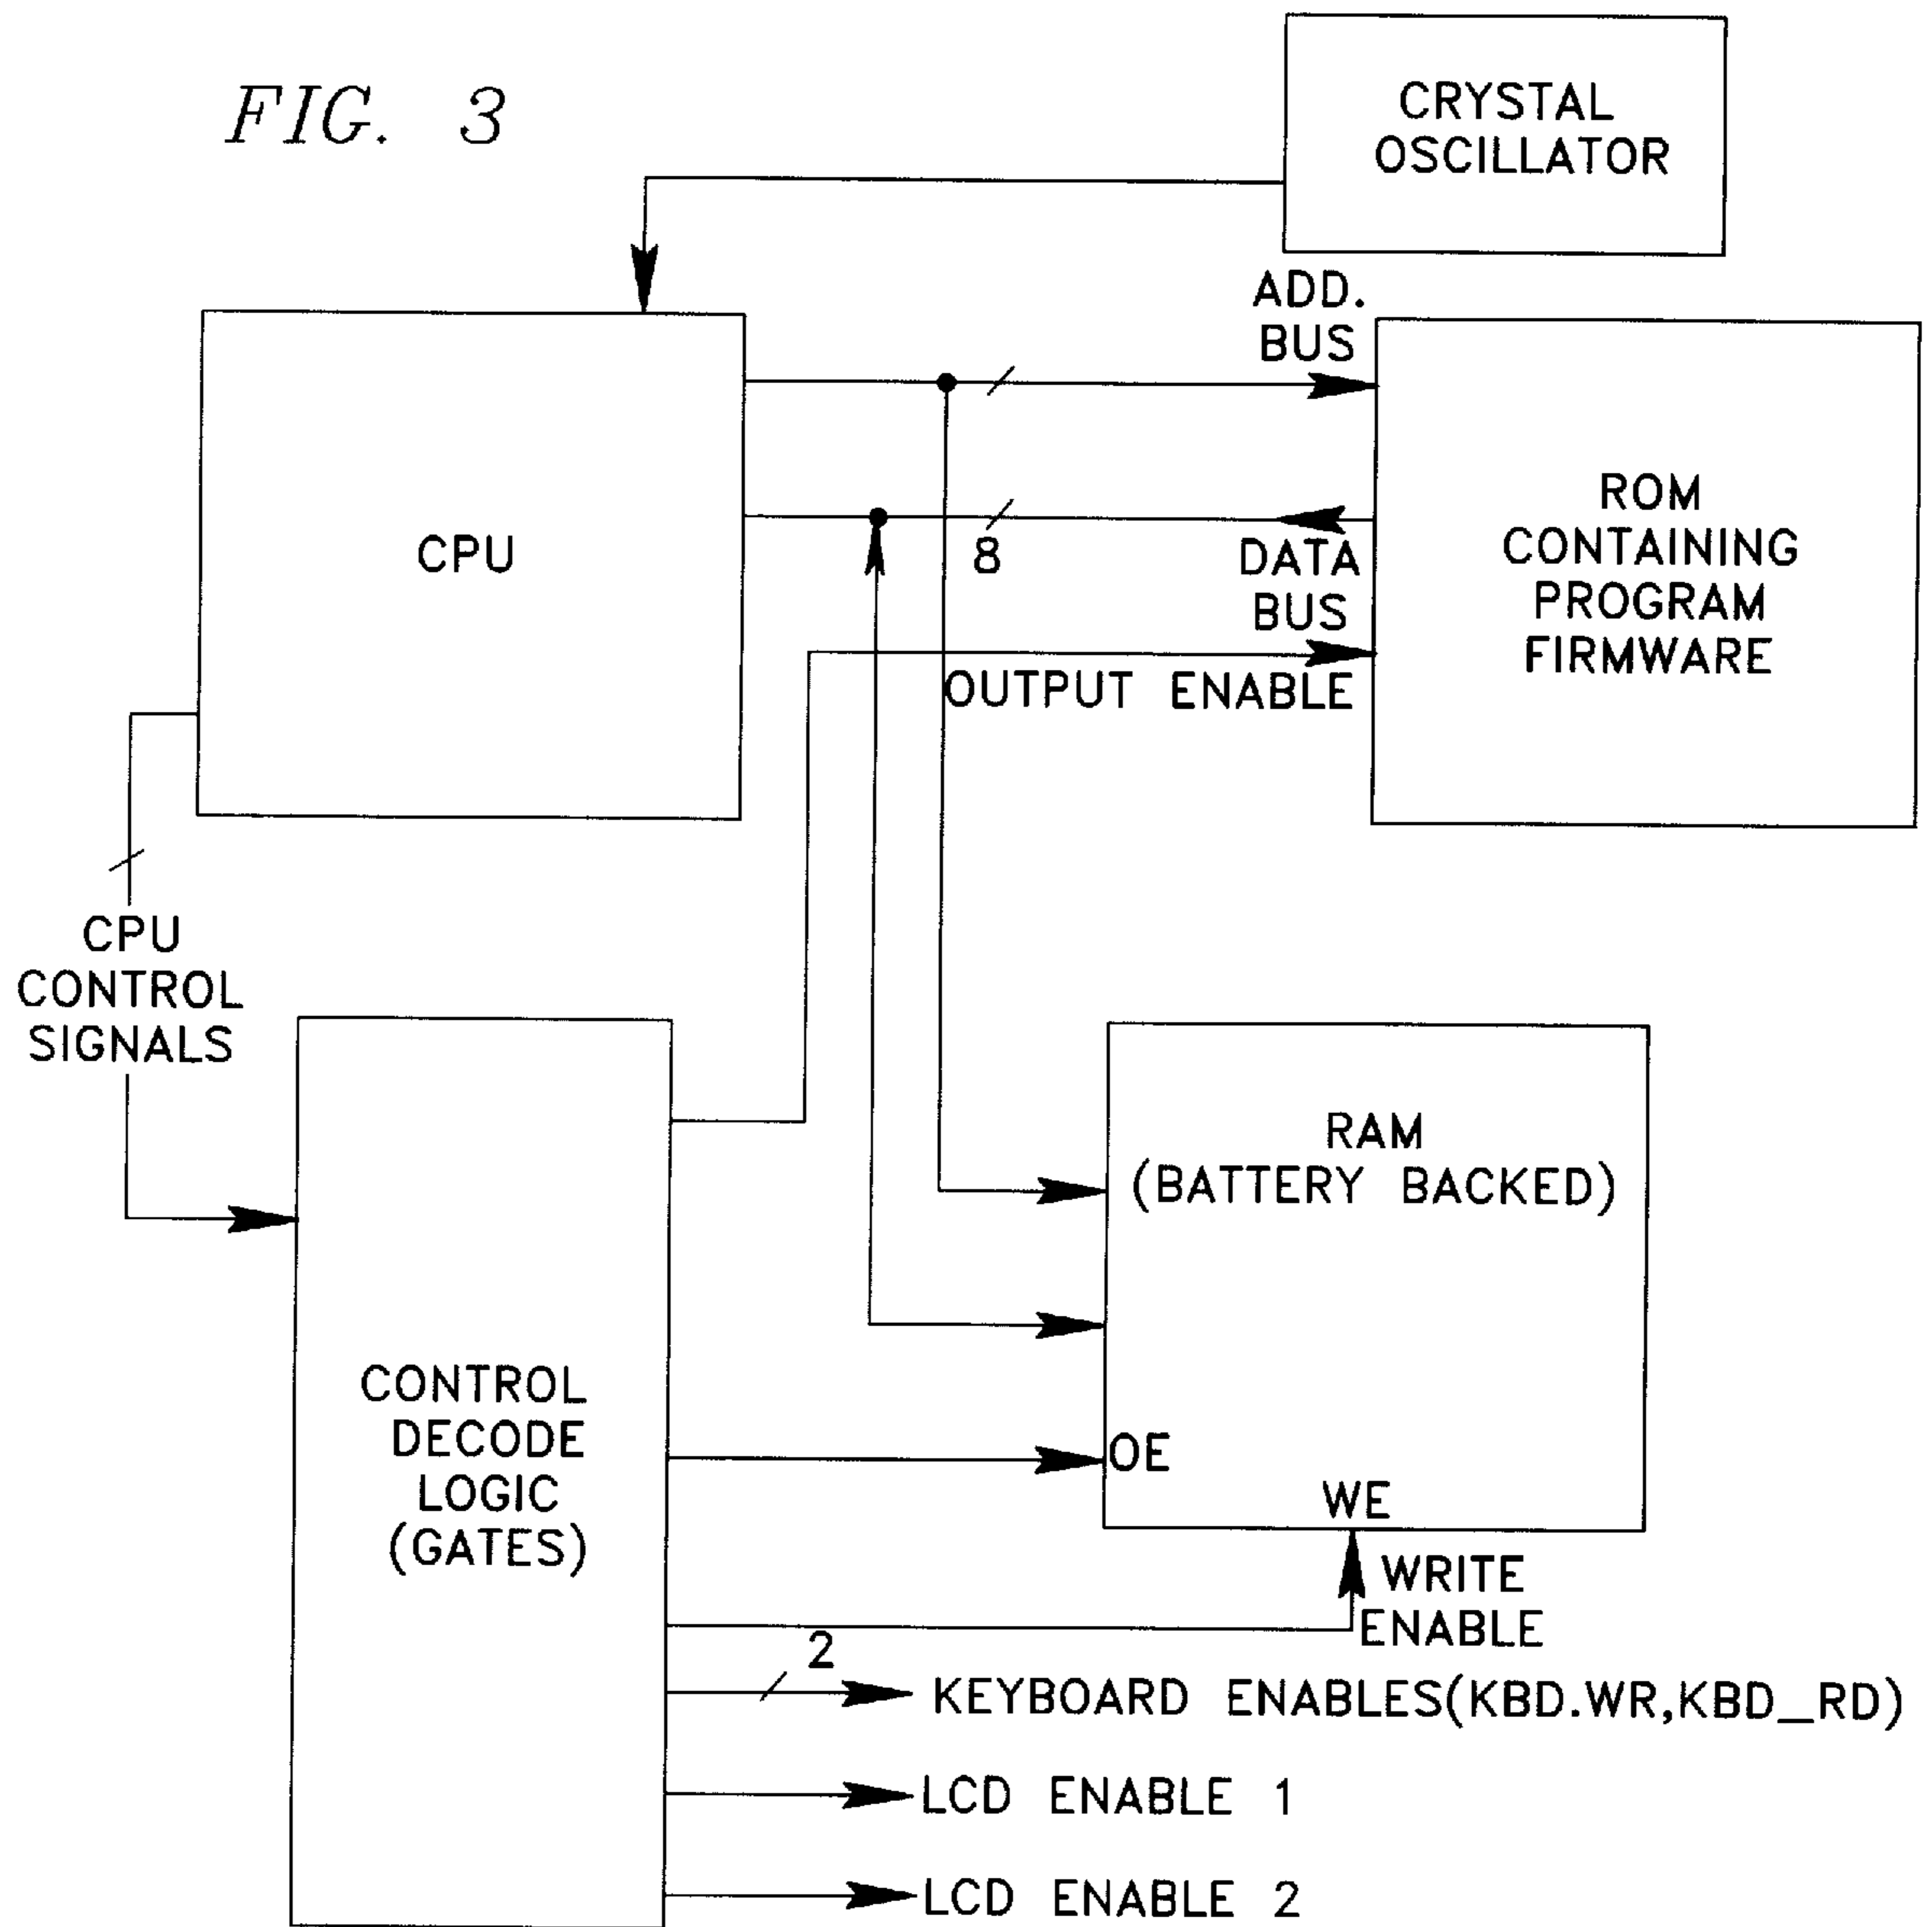 FIG. 3
CRYSTAL
OSCILLATOR
ADD.
BUS
CPU
8
DATA
BUS
OUTPUT ENABLE
ROM
CONTAINING
PROGRAM
FIRMWARE
CPU
CONTROL
SIGNALS
RAM
(BATTERY BACKED)
OE
WE
CONTROL
DECODE
LOGIC
(GATES)
WRITE
ENABLE
2
KEYBOARD ENABLES(KBD.WR,KBD_RD)
LCD ENABLE 1
LCD ENABLE 2